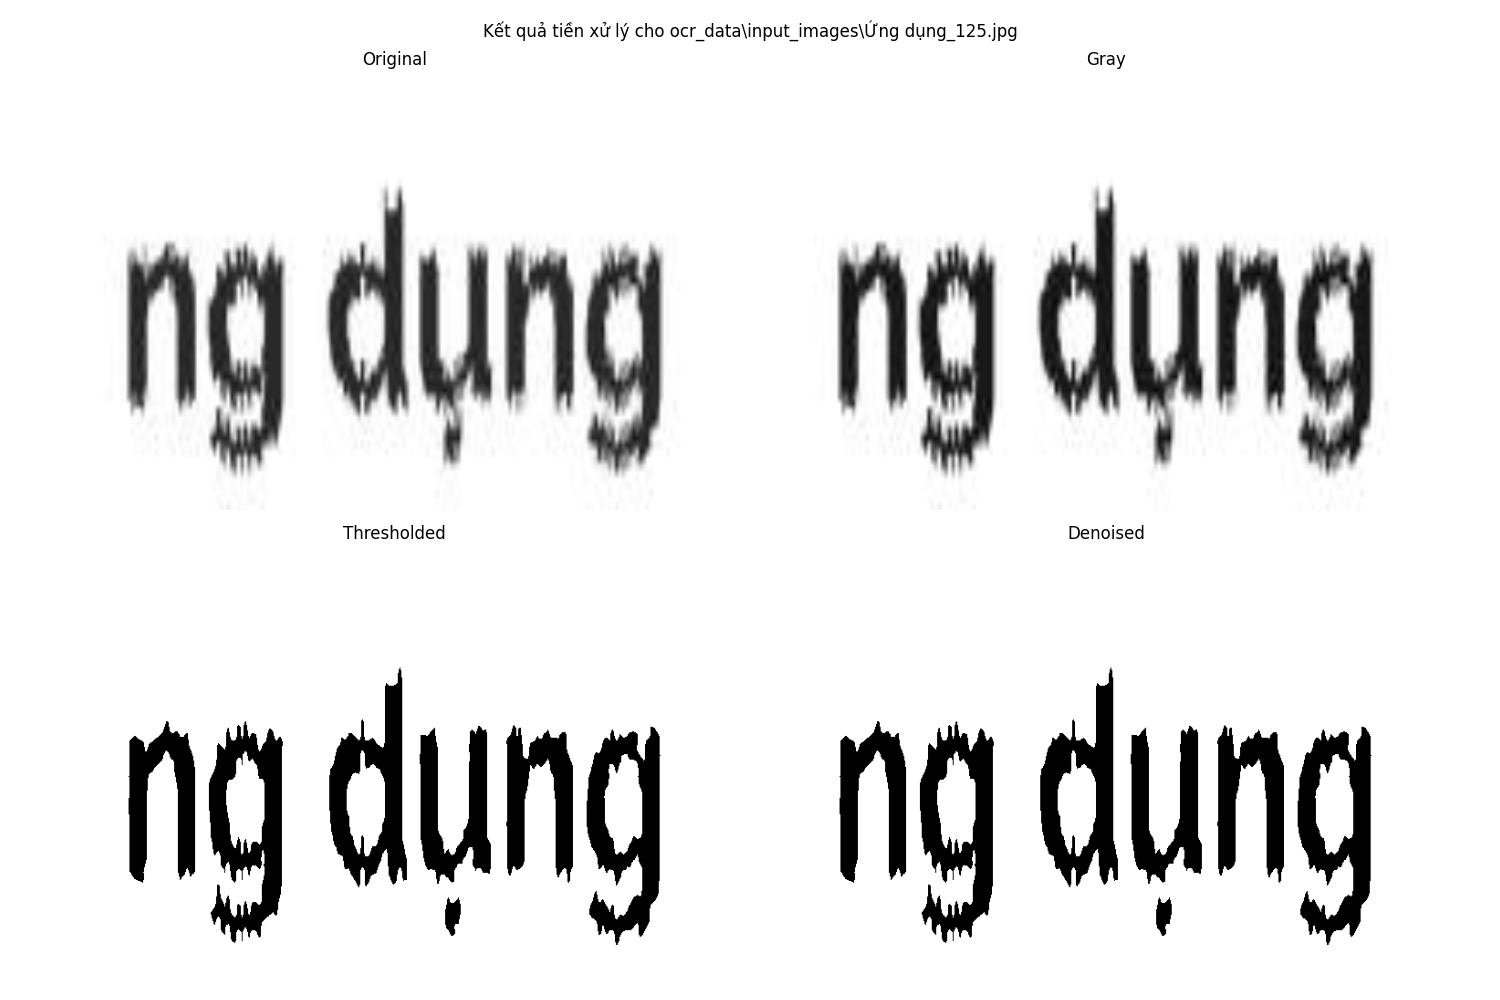 Kết quả tiền xử lý cho ocr_data\input_images\Ứng dụng_125.jpg
Original
Gray
ng dụng
ng dụng
Thresholded
Denoised
ng dụng
ng dụng